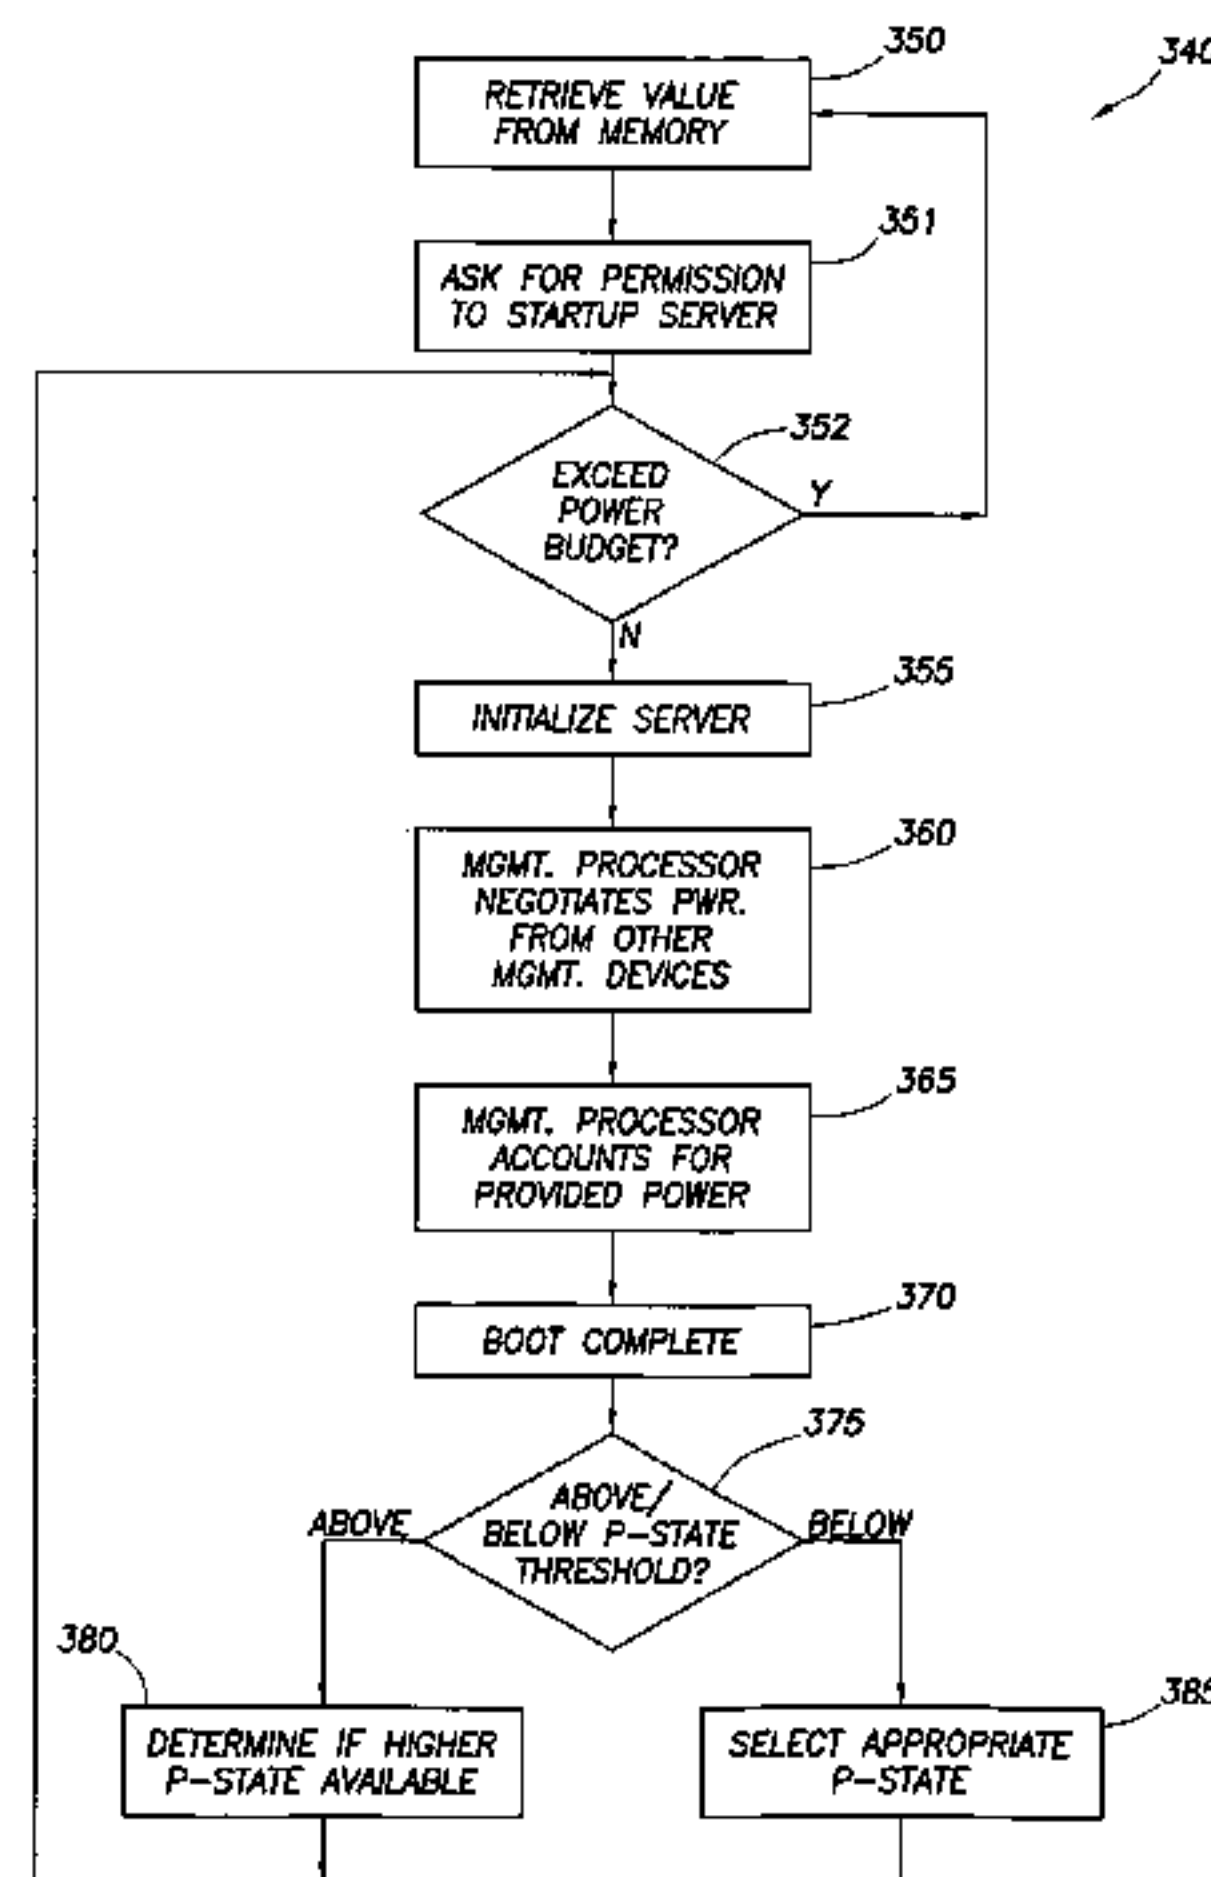 350
340
RETRIEVE VALUE
FROM MEMORY
351
ASK FOR PERMISSION
TO STARTUP SERVER
352
EXCEED
POWER
BUDGET?
Y
N
355
INITIALIZE SERVER
360
MGMT. PROCESSOR
NEGOTIATES PWR.
FROM OTHER
MGMT. DEVICES
365
MGMT. PROCESSOR
ACCOUNTS FOR
PROVIDED POWER
370
BOOT COMPLETE
375
ABOVE/
BELOW P-STATE
THRESHOLD?
ABOVE
BELOW
380
DETERMINE IF HIGHER
P-STATE AVAILABLE
385
SELECT APPROPRIATE
P-STATE